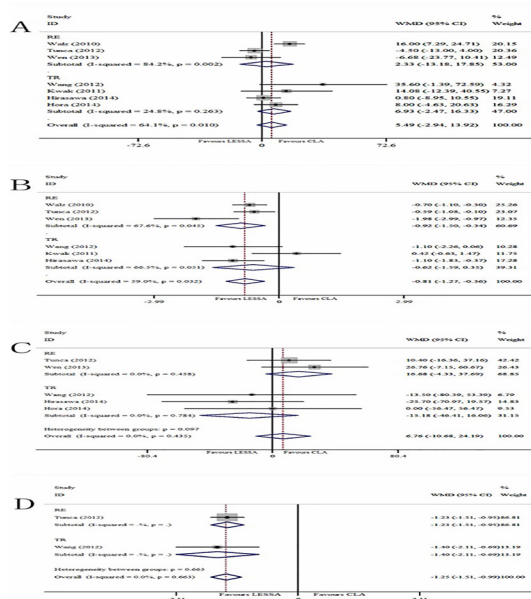 A
Study %
ID WMD (95% CI) Weight
RE
Walz (2010) 16.00 (7.29, 24.71) 20.15
Tunca (2012) -4.50 (-13.00, 4.00) 20.36
Wen (2013) -6.68 (-23.77, 10.41) 12.49
Subtotal (I-squared = 84.2%, p = 0.002) 2.33 (-13.18, 17.85) 53.00
TR
Wang (2012) 35.60 (-1.39, 72.59) 4.32
Kwak (2011) 14.08 (-12.39, 40.55) 7.27
Hirasawa (2014) 0.80 (-8.95, 10.55) 19.11
Hora (2014) 8.00 (-4.63, 20.63) 16.29
Subtotal (I-squared = 24.8%, p = 0.263) 6.93 (-2.47, 16.33) 47.00
Overall (I-squared = 64.1%, p = 0.010) 5.49 (-2.94, 13.92) 100.00
Favours LESSA Favours CLA
-72.6 0 72.6
B
Study %
ID WMD (95% CI) Weight
RE
Walz (2010) -0.70 (-1.10, -0.30) 25.26
Tunca (2012) -0.59 (-1.08, -0.10) 23.07
Wen (2013) -1.98 (-2.99, -0.97) 12.35
Subtotal (I-squared = 67.6%, p = 0.045) -0.92 (-1.50, -0.34) 60.69
TR
Wang (2012) -1.10 (-2.26, 0.06) 10.28
Kwak (2011) 0.42 (-0.63, 1.47) 11.75
Hirasawa (2014) -1.10 (-1.83, -0.37) 17.28
Subtotal (I-squared = 66.5%, p = 0.051) -0.62 (-1.59, 0.35) 39.31
Overall (I-squared = 59.0%, p = 0.032) -0.81 (-1.27, -0.36) 100.00
Favours LESSA Favours CLA
-2.99 0 2.99
C
Study %
ID WMD (95% CI) Weight
RE
Tunca (2012) 10.40 (-16.36, 37.16) 42.42
Wen (2013) 26.76 (-7.15, 60.67) 26.43
Subtotal (I-squared = 0.0%, p = 0.458) 16.68 (-4.33, 37.69) 68.85
TR
Wang (2012) -13.50 (-80.39, 53.39) 6.79
Hirasawa (2014) -25.70 (-70.97, 19.57) 14.83
Hora (2014) 0.00 (-56.47, 56.47) 9.53
Subtotal (I-squared = 0.0%, p = 0.784) -15.18 (-46.41, 16.06) 31.15
Heterogeneity between groups: p = 0.097
Overall (I-squared = 0.0%, p = 0.435) 6.76 (-10.68, 24.19) 100.00
Favours LESSA Favours CLA
-80.4 0 80.4
D
Study %
ID WMD (95% CI) Weight
RE
Tunca (2012) -1.23 (-1.51, -0.95) 86.81
Subtotal (I-squared = .%, p = .) -1.23 (-1.51, -0.95) 86.81
TR
Wang (2012) -1.40 (-2.11, -0.69) 13.19
Subtotal (I-squared = .%, p = .) -1.40 (-2.11, -0.69) 13.19
Heterogeneity between groups: p = 0.663
Overall (I-squared = 0.0%, p = 0.663) -1.25 (-1.51, -0.99) 100.00
Favours LESSA Favours CLA